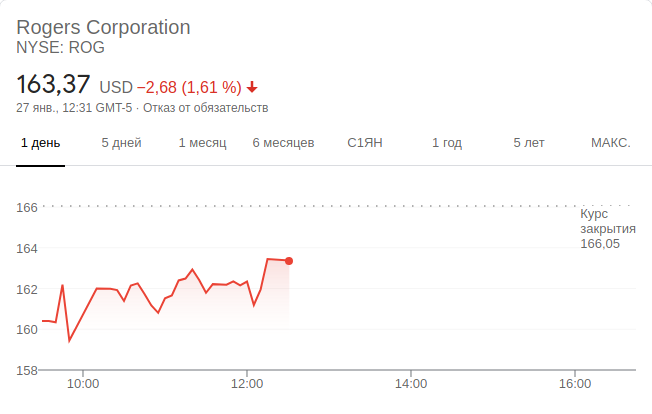 Rogers Corporation
NYSE: ROG
163,37 USD −2,68 (1,61 %)
27 янв., 12:31 GMT-5 · Отказ от обязательств
1 день 5 дней 1 месяц 6 месяцев С1ЯН 1 год 5 лет МАКС.
166
Курс
закрытия
166,05
164
162
160
158
10:00 12:00 14:00 16:00